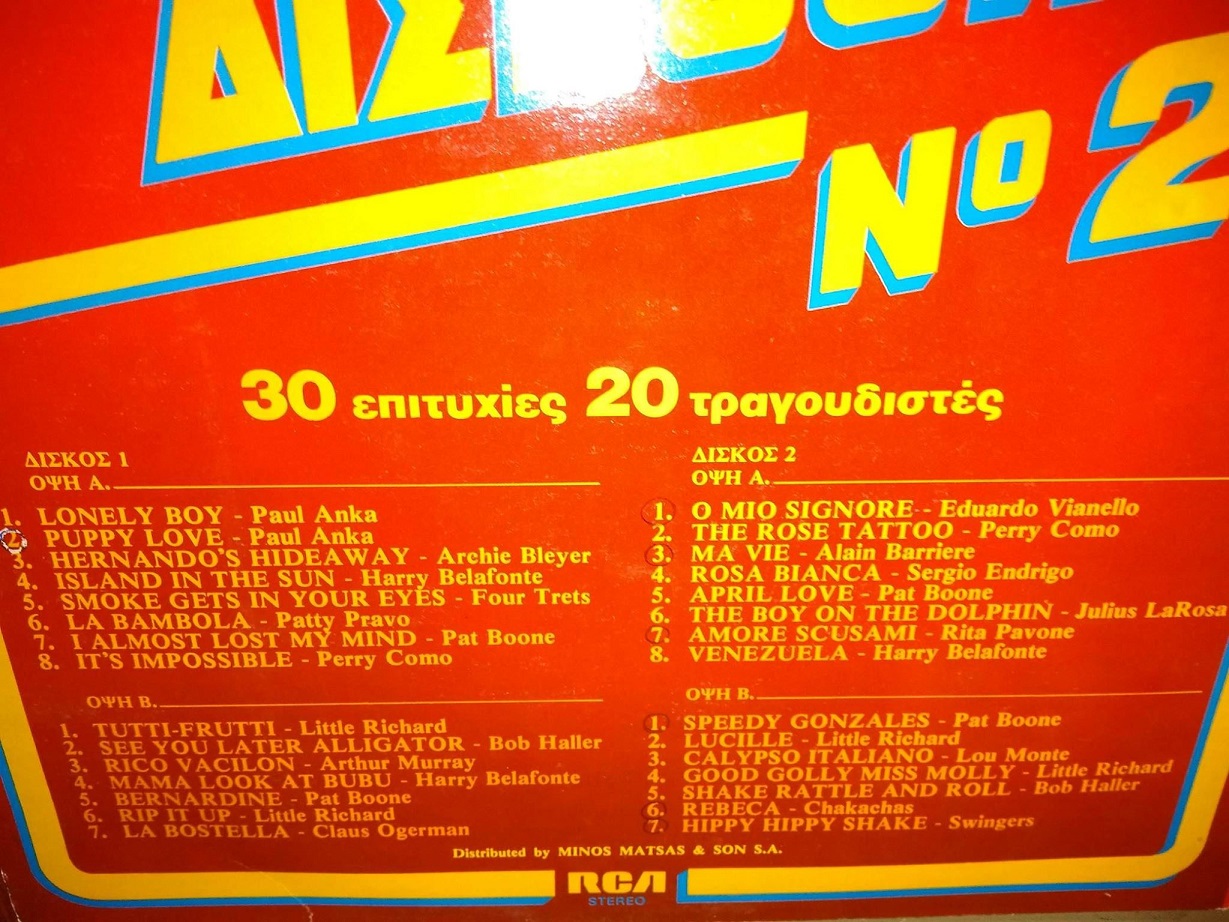 Nº 2
30 επιτυχίες 20 τραγουδιστές
ΔΙΣΚΟΣ 1
ΟΨΗ Α.
1. LONELY BOY - Paul Anka
2. PUPPY LOVE - Paul Anka
3. HERNANDO'S HIDEAWAY - Archie Bleyer
4. ISLAND IN THE SUN - Harry Belafonte
5. SMOKE GETS IN YOUR EYES - Four Trets
6. LA BAMBOLA - Patty Pravo
7. I ALMOST LOST MY MIND - Pat Boone
8. IT'S IMPOSSIBLE - Perry Como
ΟΨΗ Β.
1. TUTTI-FRUTTI - Little Richard
2. SEE YOU LATER ALLIGATOR - Bob Haller
3. RICO VACILON - Arthur Murray
4. MAMA LOOK AT BUBU - Harry Belafonte
5. BERNARDINE - Pat Boone
6. RIP IT UP - Little Richard
7. LA BOSTELLA - Claus Ogerman
ΔΙΣΚΟΣ 2
ΟΨΗ Α.
1. O MIO SIGNORE - Eduardo Vianello
2. THE ROSE TATTOO - Perry Como
3. MA VIE - Alain Barriere
4. ROSA BIANCA - Sergio Endrigo
5. APRIL LOVE - Pat Boone
6. THE BOY ON THE DOLPHIN - Julius LaRosa
7. AMORE SCUSAMI - Rita Pavone
8. VENEZUELA - Harry Belafonte
ΟΨΗ Β.
1. SPEEDY GONZALES - Pat Boone
2. LUCILLE - Little Richard
3. CALYPSO ITALIANO - Lou Monte
4. GOOD GOLLY MISS MOLLY - Little Richard
5. SHAKE RATTLE AND ROLL - Bob Haller
6. REBECA - Chakachas
7. HIPPY HIPPY SHAKE - Swingers
Distributed by MINOS MATSAS & SON S.A.
RCA
STEREO